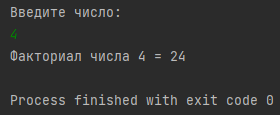 Введите число:
4
Факториал числа 4 = 24
Process finished with exit code 0